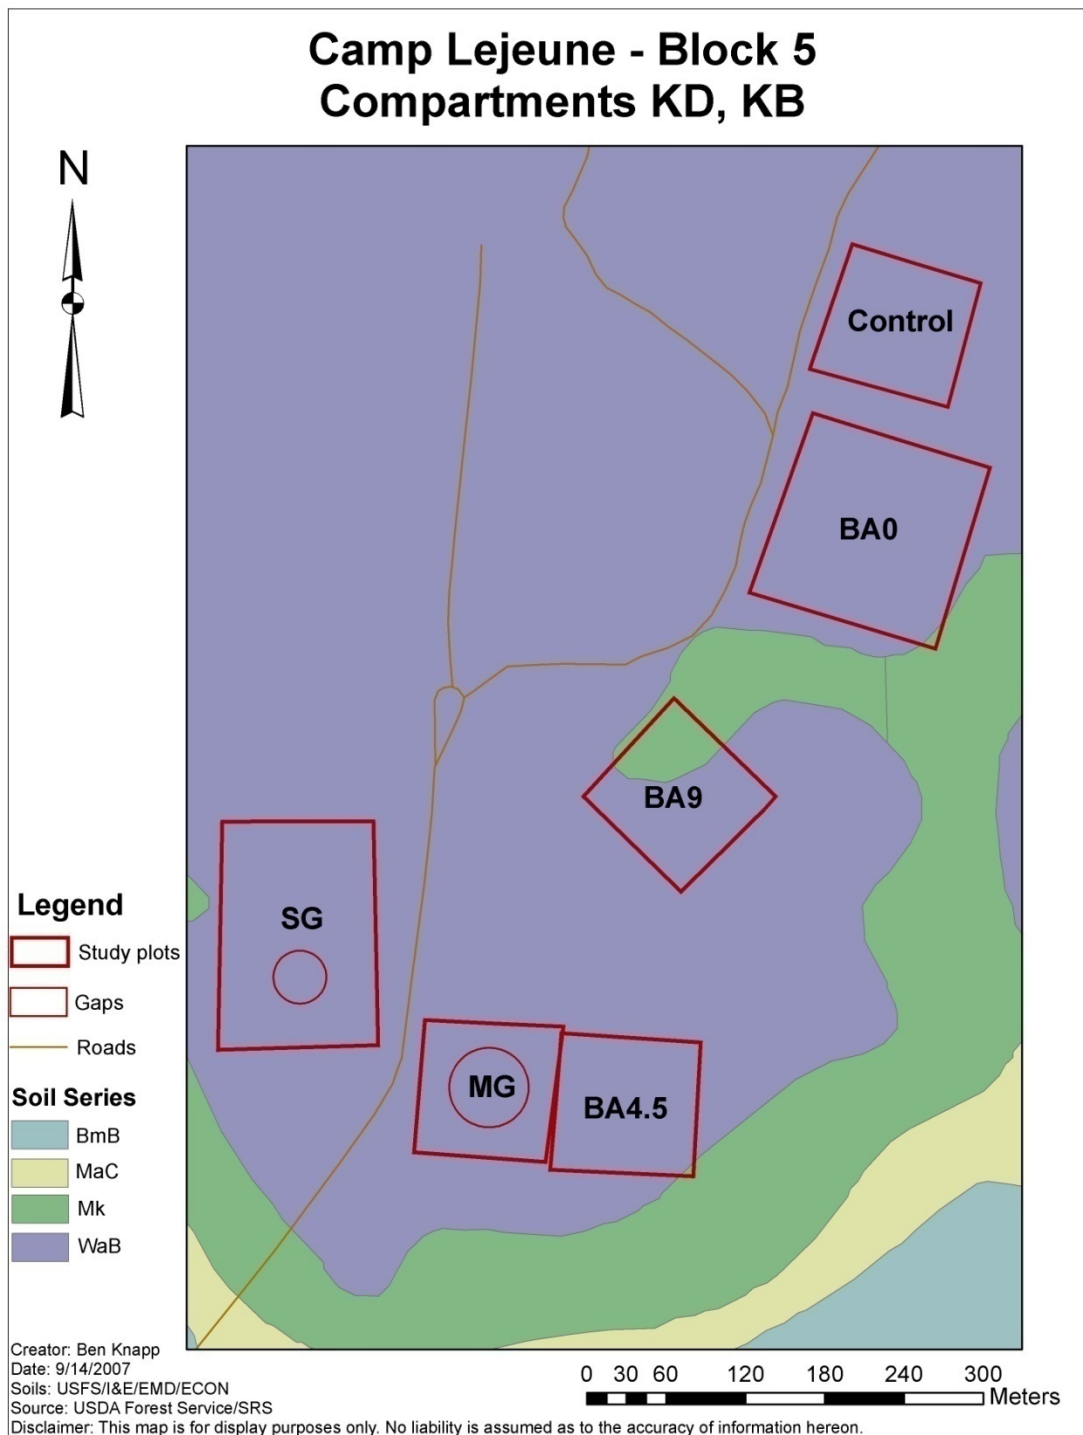 Camp Lejeune - Block 5
Compartments KD, KB
N
Control
BA0
BA9
SG
MG
BA4.5
Legend
Study plots
Gaps
Roads
Soil Series
BmB
MaC
Mk
WaB
Creator: Ben Knapp
Date: 9/14/2007
Soils: USFS/I&E/EMD/ECON
Source: USDA Forest Service/SRS
Disclaimer: This map is for display purposes only. No liability is assumed as to the accuracy of information hereon.
0 30 60 120 180 240 300
Meters